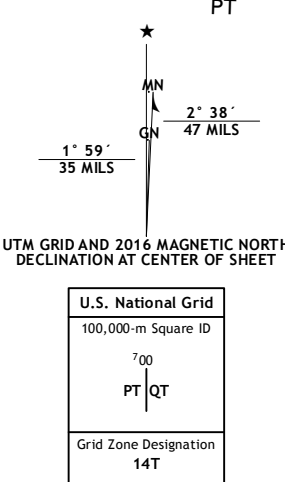 PT
★
MN
GN
2° 38´
47 MILS
1° 59´
35 MILS
UTM GRID AND 2016 MAGNETIC NORTH
DECLINATION AT CENTER OF SHEET
U.S. National Grid
100,000-m Square ID
⁷00
PT QT
Grid Zone Designation
14T